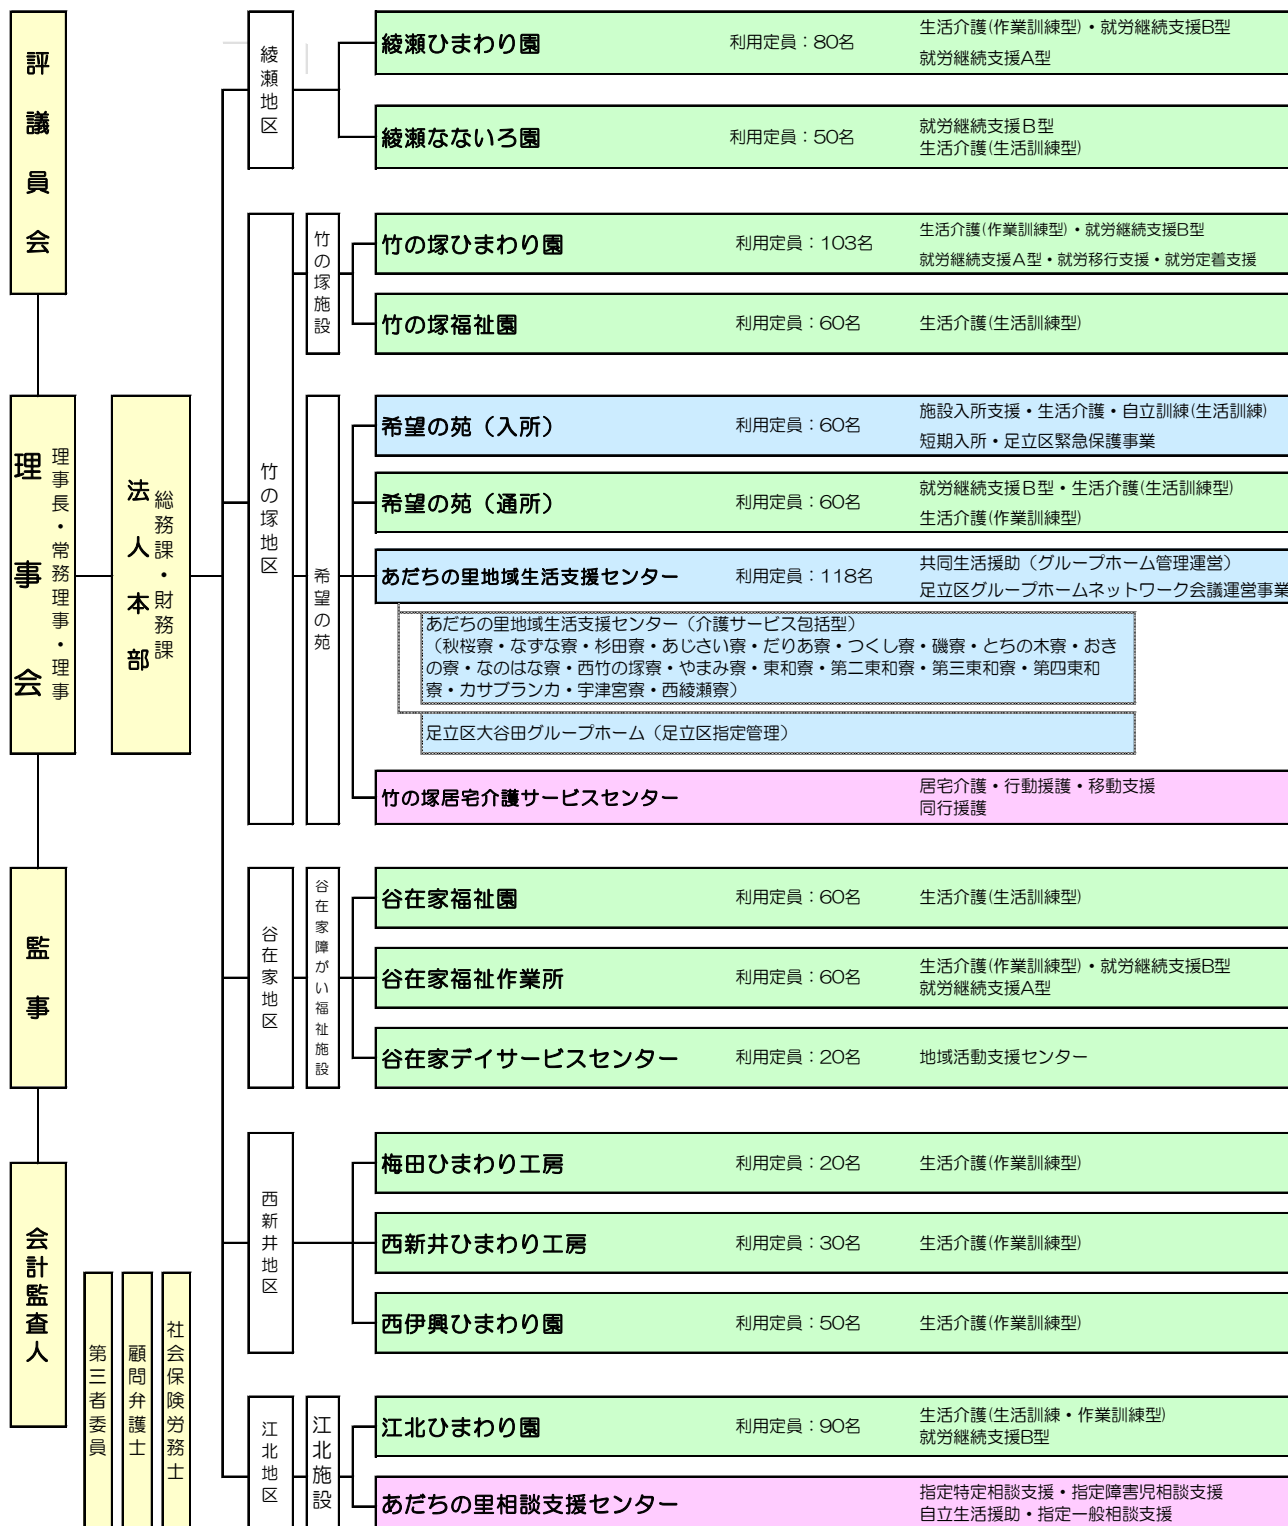 評議員会
理事会
理事長・常務理事・理事
監事
会計監査人
法人本部
総務課・財務課
第三者委員
顧問弁護士
社会保険労務士
綾瀬地区
綾瀬ひまわり園 利用定員：80名 生活介護(作業訓練型)・就労継続支援B型
就労継続支援A型
綾瀬なないろ園 利用定員：50名 就労継続支援B型
生活介護(生活訓練型)
竹の塚地区
竹の塚施設
竹の塚ひまわり園 利用定員：103名 生活介護(作業訓練型)・就労継続支援B型
就労継続支援A型・就労移行支援・就労定着支援
竹の塚福祉園 利用定員：60名 生活介護(生活訓練型)
希望の苑
希望の苑（入所） 利用定員：60名 施設入所支援・生活介護・自立訓練(生活訓練)
短期入所・足立区緊急保護事業
希望の苑（通所） 利用定員：60名 就労継続支援B型・生活介護(生活訓練型)
生活介護(作業訓練型)
あだちの里地域生活支援センター 利用定員：118名 共同生活援助（グループホーム管理運営）
足立区グループホームネットワーク会議運営事業
あだちの里地域生活支援センター（介護サービス包括型）
（秋桜寮・なずな寮・杉田寮・あじさい寮・だりあ寮・つくし寮・磯寮・とちの木寮・おき
の寮・なのはな寮・西竹の塚寮・やまみ寮・東和寮・第二東和寮・第三東和寮・第四東和
寮・カサブランカ・宇津宮寮・西綾瀬寮）
足立区大谷田グループホーム（足立区指定管理）
竹の塚居宅介護サービスセンター 居宅介護・行動援護・移動支援
同行援護
谷在家地区
谷在家障がい福祉施設
谷在家福祉園 利用定員：60名 生活介護(生活訓練型)
谷在家福祉作業所 利用定員：60名 生活介護(作業訓練型)・就労継続支援B型
就労継続支援A型
谷在家デイサービスセンター 利用定員：20名 地域活動支援センター
西新井地区
梅田ひまわり工房 利用定員：20名 生活介護(作業訓練型)
西新井ひまわり工房 利用定員：30名 生活介護(作業訓練型)
西伊興ひまわり園 利用定員：50名 生活介護(作業訓練型)
江北地区
江北施設
江北ひまわり園 利用定員：90名 生活介護(生活訓練・作業訓練型)
就労継続支援B型
あだちの里相談支援センター 指定特定相談支援・指定障害児相談支援
自立生活援助・指定一般相談支援